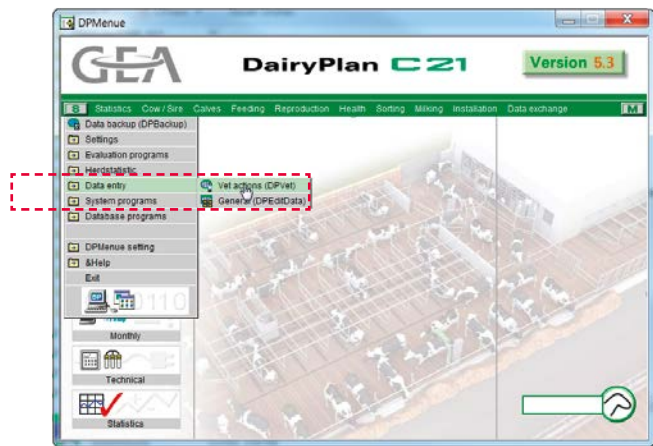 DPMenue
GEA DairyPlan C21 Version 5.3
S Statistics Cow / Sire Calves Feeding Reproduction Health Sorting Milking Installation Data exchange M
Data backup (DPBackup)
Settings
Evaluation programs
Herdstatistic
Data entry Vet actions (DPVet)
System programs General (DPEditData)
Database programs
DPMenue setting
&Help
Exit
Monthly
Technical
Statistics